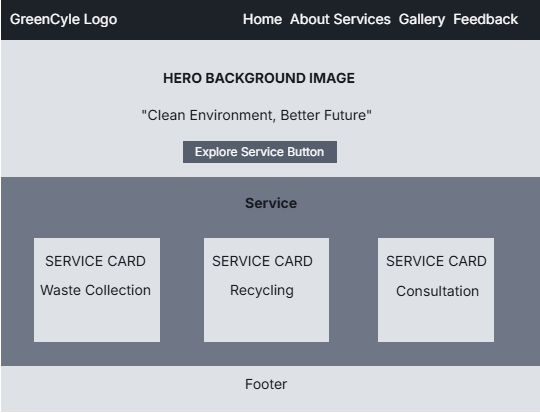 GreenCyle Logo Home About Services Gallery Feedback
HERO BACKGROUND IMAGE
"Clean Environment, Better Future"
Explore Service Button
Service
SERVICE CARD
Waste Collection
SERVICE CARD
Recycling
SERVICE CARD
Consultation
Footer